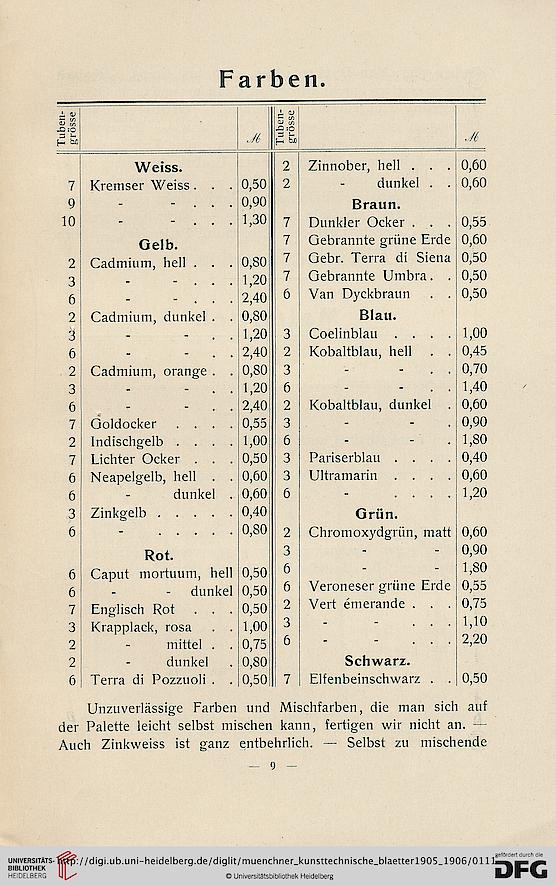 Farben.
Tuben-
grösse
ℳ
Weiss.
7 Kremser Weiss . . . 0,50
9 - - . . . . 0,90
10 - - . . . . 1,30
Gelb.
2 Cadmium, hell . . . 0,80
3 - - . . . . 1,20
6 - - . . . . 2,40
2 Cadmium, dunkel . . 0,80
3 - - . . 1,20
6 - - . . 2,40
2 Cadmium, orange . . 0,80
3 - - . . 1,20
6 - - . . 2,40
7 Goldocker . . . . 0,55
2 Indischgelb . . . . 1,00
7 Lichter Ocker . . . 0,50
6 Neapelgelb, hell . . 0,60
6 - dunkel . 0,60
3 Zinkgelb . . . . . 0,40
6 - . . . . . . 0,80
Rot.
6 Caput mortuum, hell 0,50
6 - - dunkel 0,50
7 Englisch Rot . . . 0,50
3 Krapplack, rosa . . 1,00
2 - mittel . . 0,75
2 - dunkel . 0,80
6 Terra di Pozzuoli . . 0,50
Tuben-
grösse
ℳ
2 Zinnober, hell . . . 0,60
2 - dunkel . . 0,60
Braun.
7 Dunkler Ocker . . . 0,55
7 Gebrannte grüne Erde 0,60
7 Gebr. Terra di Siena 0,50
7 Gebrannte Umbra . . 0,50
6 Van Dyckbraun . . 0,50
Blau.
3 Coelinblau . . . . 1,00
2 Kobaltblau, hell . . 0,45
3 - - . . 0,70
6 - - . . 1,40
2 Kobaltblau, dunkel . 0,60
3 - - . 0,90
6 - - . 1,80
3 Pariserblau . . . . 0,40
3 Ultramarin . . . . 0,60
6 - . . . . 1,20
Grün.
2 Chromoxydgrün, matt 0,60
3 - - 0,90
6 - - 1,80
6 Veroneser grüne Erde 0,55
2 Vert émerande . . . 0,75
3 - - . . . 1,10
6 - - . . . 2,20
Schwarz.
7 Elfenbeinschwarz . . 0,50
Unzuverlässige Farben und Mischfarben, die man sich auf
der Palette leicht selbst mischen kann, fertigen wir nicht an. —
Auch Zinkweiss ist ganz entbehrlich. — Selbst zu mischende
— 9 —
UNIVERSITÄTS-
BIBLIOTHEK
HEIDELBERG
http://digi.ub.uni-heidelberg.de/diglit/muenchner_kunsttechnische_blaetter1905_1906/0111
© Universitätsbibliothek Heidelberg
gefördert durch die
DFG